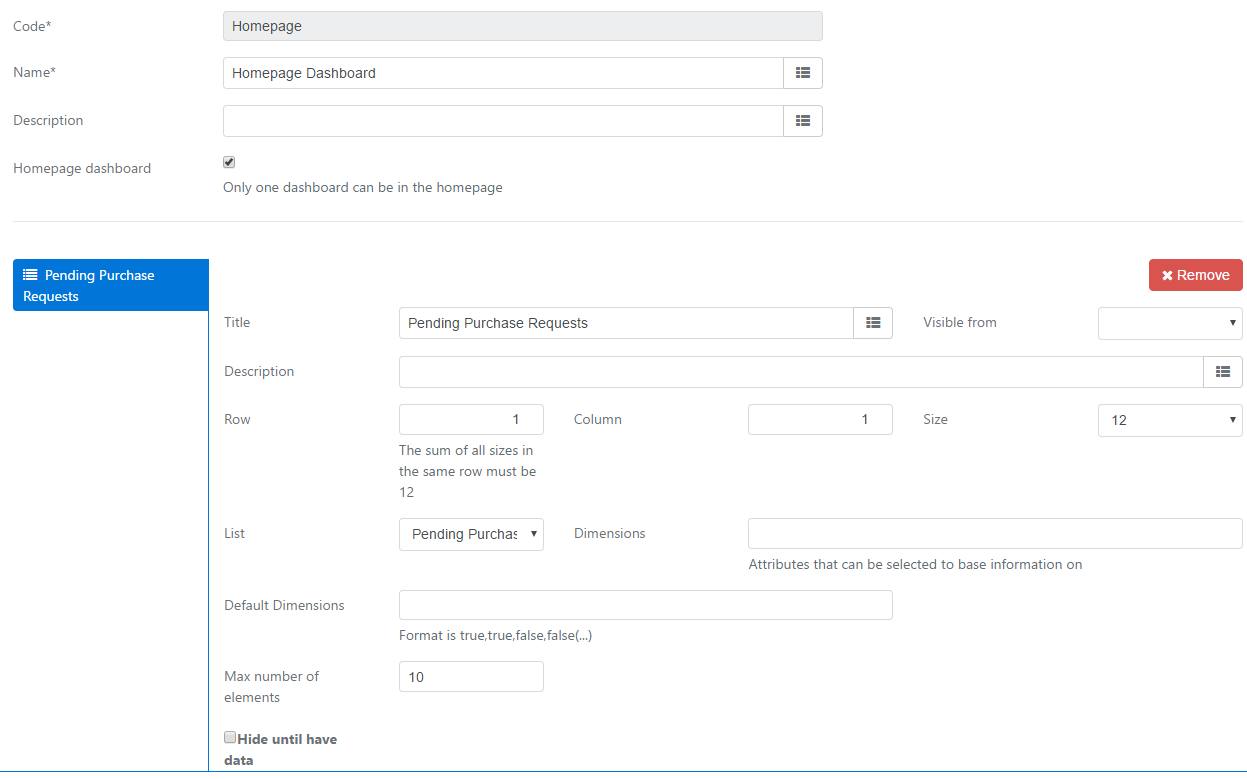 Code*
Homepage
Name*
Homepage Dashboard
Description
Homepage dashboard
Only one dashboard can be in the homepage
Pending Purchase
Requests
Remove
Title
Pending Purchase Requests
Visible from
Description
Row
1
Column
1
Size
12
The sum of all sizes in
the same row must be
12
List
Pending Purchas
Dimensions
Attributes that can be selected to base information on
Default Dimensions
Format is true,true,false,false(...)
Max number of
elements
10
Hide until have
data